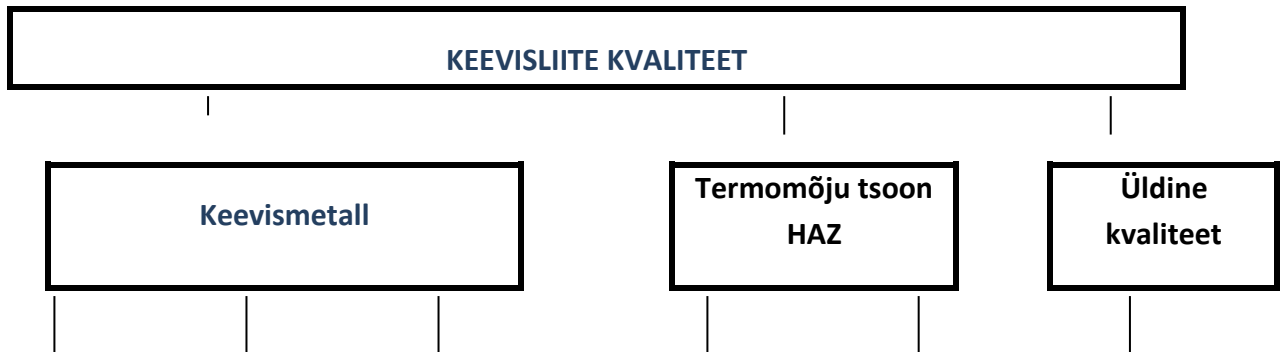 KEEVISLIITE KVALITEET
Keevismetall
Termomõju tsoon
HAZ
Üldine
kvaliteet